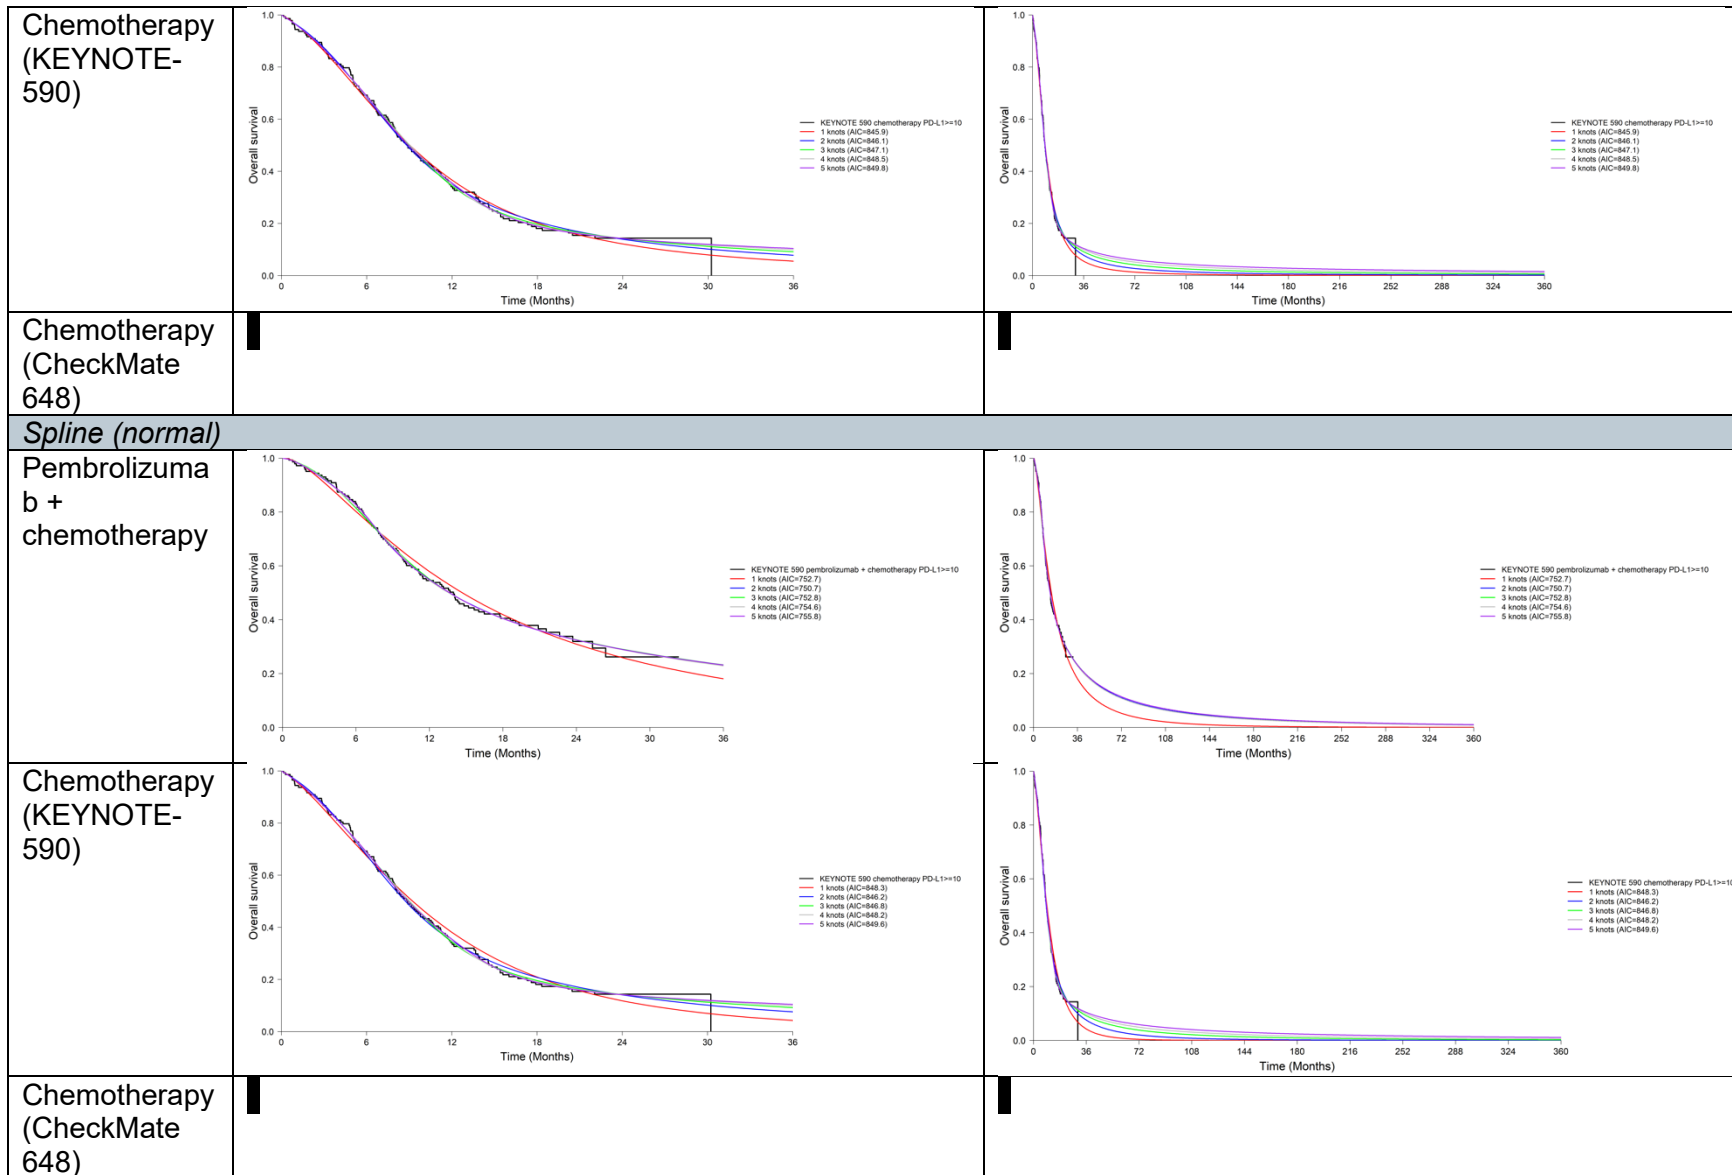 Chemotherapy
(KEYNOTE-
590)
1.0
0.8
0.6
0.4
0.2
0.0
Overall survival
0 6 12 18 24 30 36
Time (Months)
KEYNOTE 590 chemotherapy PD-L1>=10
1 knots (AIC=845.9)
2 knots (AIC=846.1)
3 knots (AIC=847.1)
4 knots (AIC=848.5)
5 knots (AIC=849.8)
1.0
0.8
0.6
0.4
0.2
0.0
Overall survival
0 36 72 108 144 180 216 252 288 324 360
Time (Months)
KEYNOTE 590 chemotherapy PD-L1>=10
1 knots (AIC=845.9)
2 knots (AIC=846.1)
3 knots (AIC=847.1)
4 knots (AIC=848.5)
5 knots (AIC=849.8)
Chemotherapy
(CheckMate
648)
Spline (normal)
Pembrolizuma
b +
chemotherapy
1.0
0.8
0.6
0.4
0.2
0.0
Overall survival
0 6 12 18 24 30 36
Time (Months)
KEYNOTE 590 pembrolizumab + chemotherapy PD-L1>=10
1 knots (AIC=752.7)
2 knots (AIC=750.7)
3 knots (AIC=752.8)
4 knots (AIC=754.6)
5 knots (AIC=755.8)
1.0
0.8
0.6
0.4
0.2
0.0
Overall survival
0 36 72 108 144 180 216 252 288 324 360
Time (Months)
KEYNOTE 590 pembrolizumab + chemotherapy PD-L1>=10
1 knots (AIC=752.7)
2 knots (AIC=750.7)
3 knots (AIC=752.8)
4 knots (AIC=754.6)
5 knots (AIC=755.8)
Chemotherapy
(KEYNOTE-
590)
1.0
0.8
0.6
0.4
0.2
0.0
Overall survival
0 6 12 18 24 30 36
Time (Months)
KEYNOTE 590 chemotherapy PD-L1>=10
1 knots (AIC=848.3)
2 knots (AIC=846.2)
3 knots (AIC=846.8)
4 knots (AIC=848.2)
5 knots (AIC=849.6)
1.0
0.8
0.6
0.4
0.2
0.0
Overall survival
0 36 72 108 144 180 216 252 288 324 360
Time (Months)
KEYNOTE 590 chemotherapy PD-L1>=10
1 knots (AIC=848.3)
2 knots (AIC=846.2)
3 knots (AIC=846.8)
4 knots (AIC=848.2)
5 knots (AIC=849.6)
Chemotherapy
(CheckMate
648)